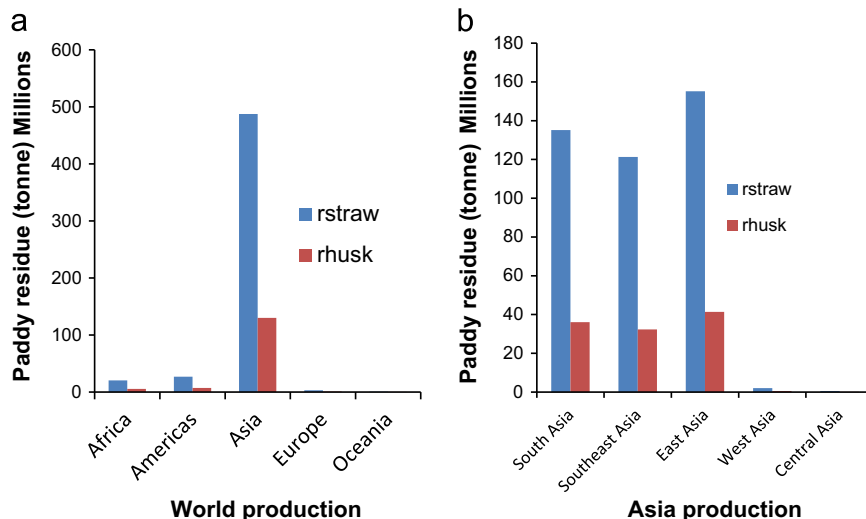 a
Paddy residue (tonne) Millions
600
500
400
300
200
100
0
rstraw
rhusk
Africa
Americas
Asia
Europe
Oceania
World production
b
Paddy residue (tonne) Millions
180
160
140
120
100
80
60
40
20
0
rstraw
rhusk
South Asia
Southeast Asia
East Asia
West Asia
Central Asia
Asia production